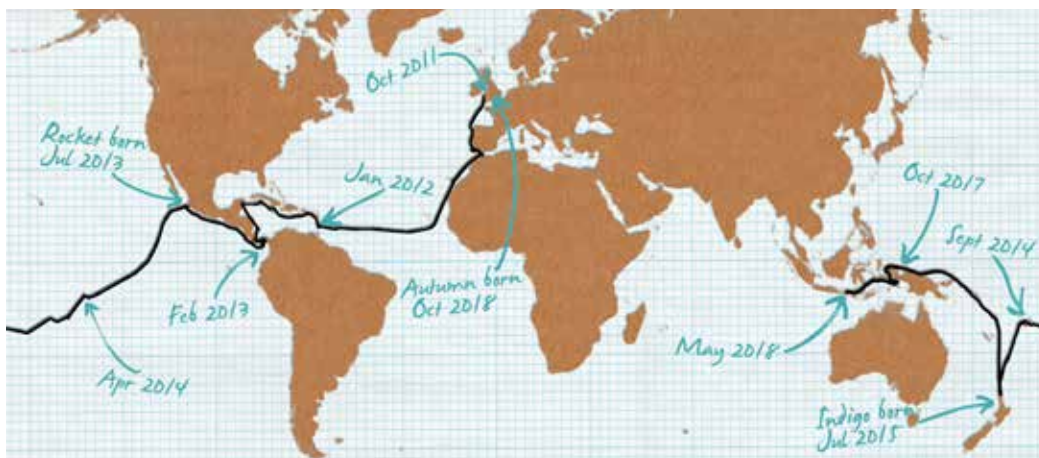 Oct 2011
Rocket born
Jul 2013
Jan 2012
Oct 2017
Sept 2014
Autumn born
Oct 2018
Feb 2013
May 2018
Apr 2014
Indigo born
Jul 2015